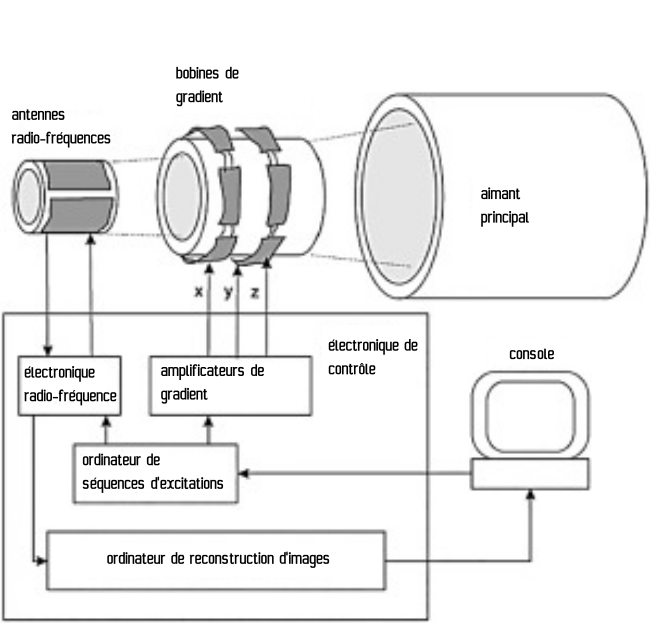 bobines de
gradient
antennes
radio-fréquences
aimant
principal
x y z
électronique de
contrôle
console
électronique
radio-fréquence
amplificateurs de
gradient
ordinateur de
séquences d'excitations
ordinateur de reconstruction d'images